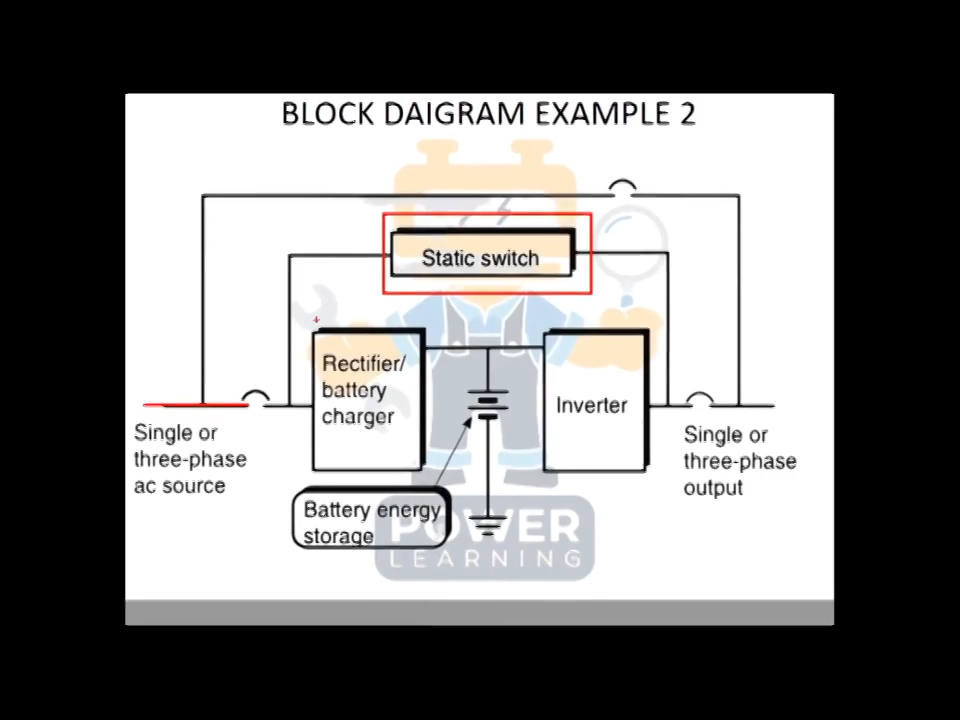 BLOCK DAIGRAM EXAMPLE 2
Static switch
Rectifier/
battery
charger
Inverter
Single or
three-phase
ac source
Single or
three-phase
output
Battery energy
storage
POWER
LEARNING